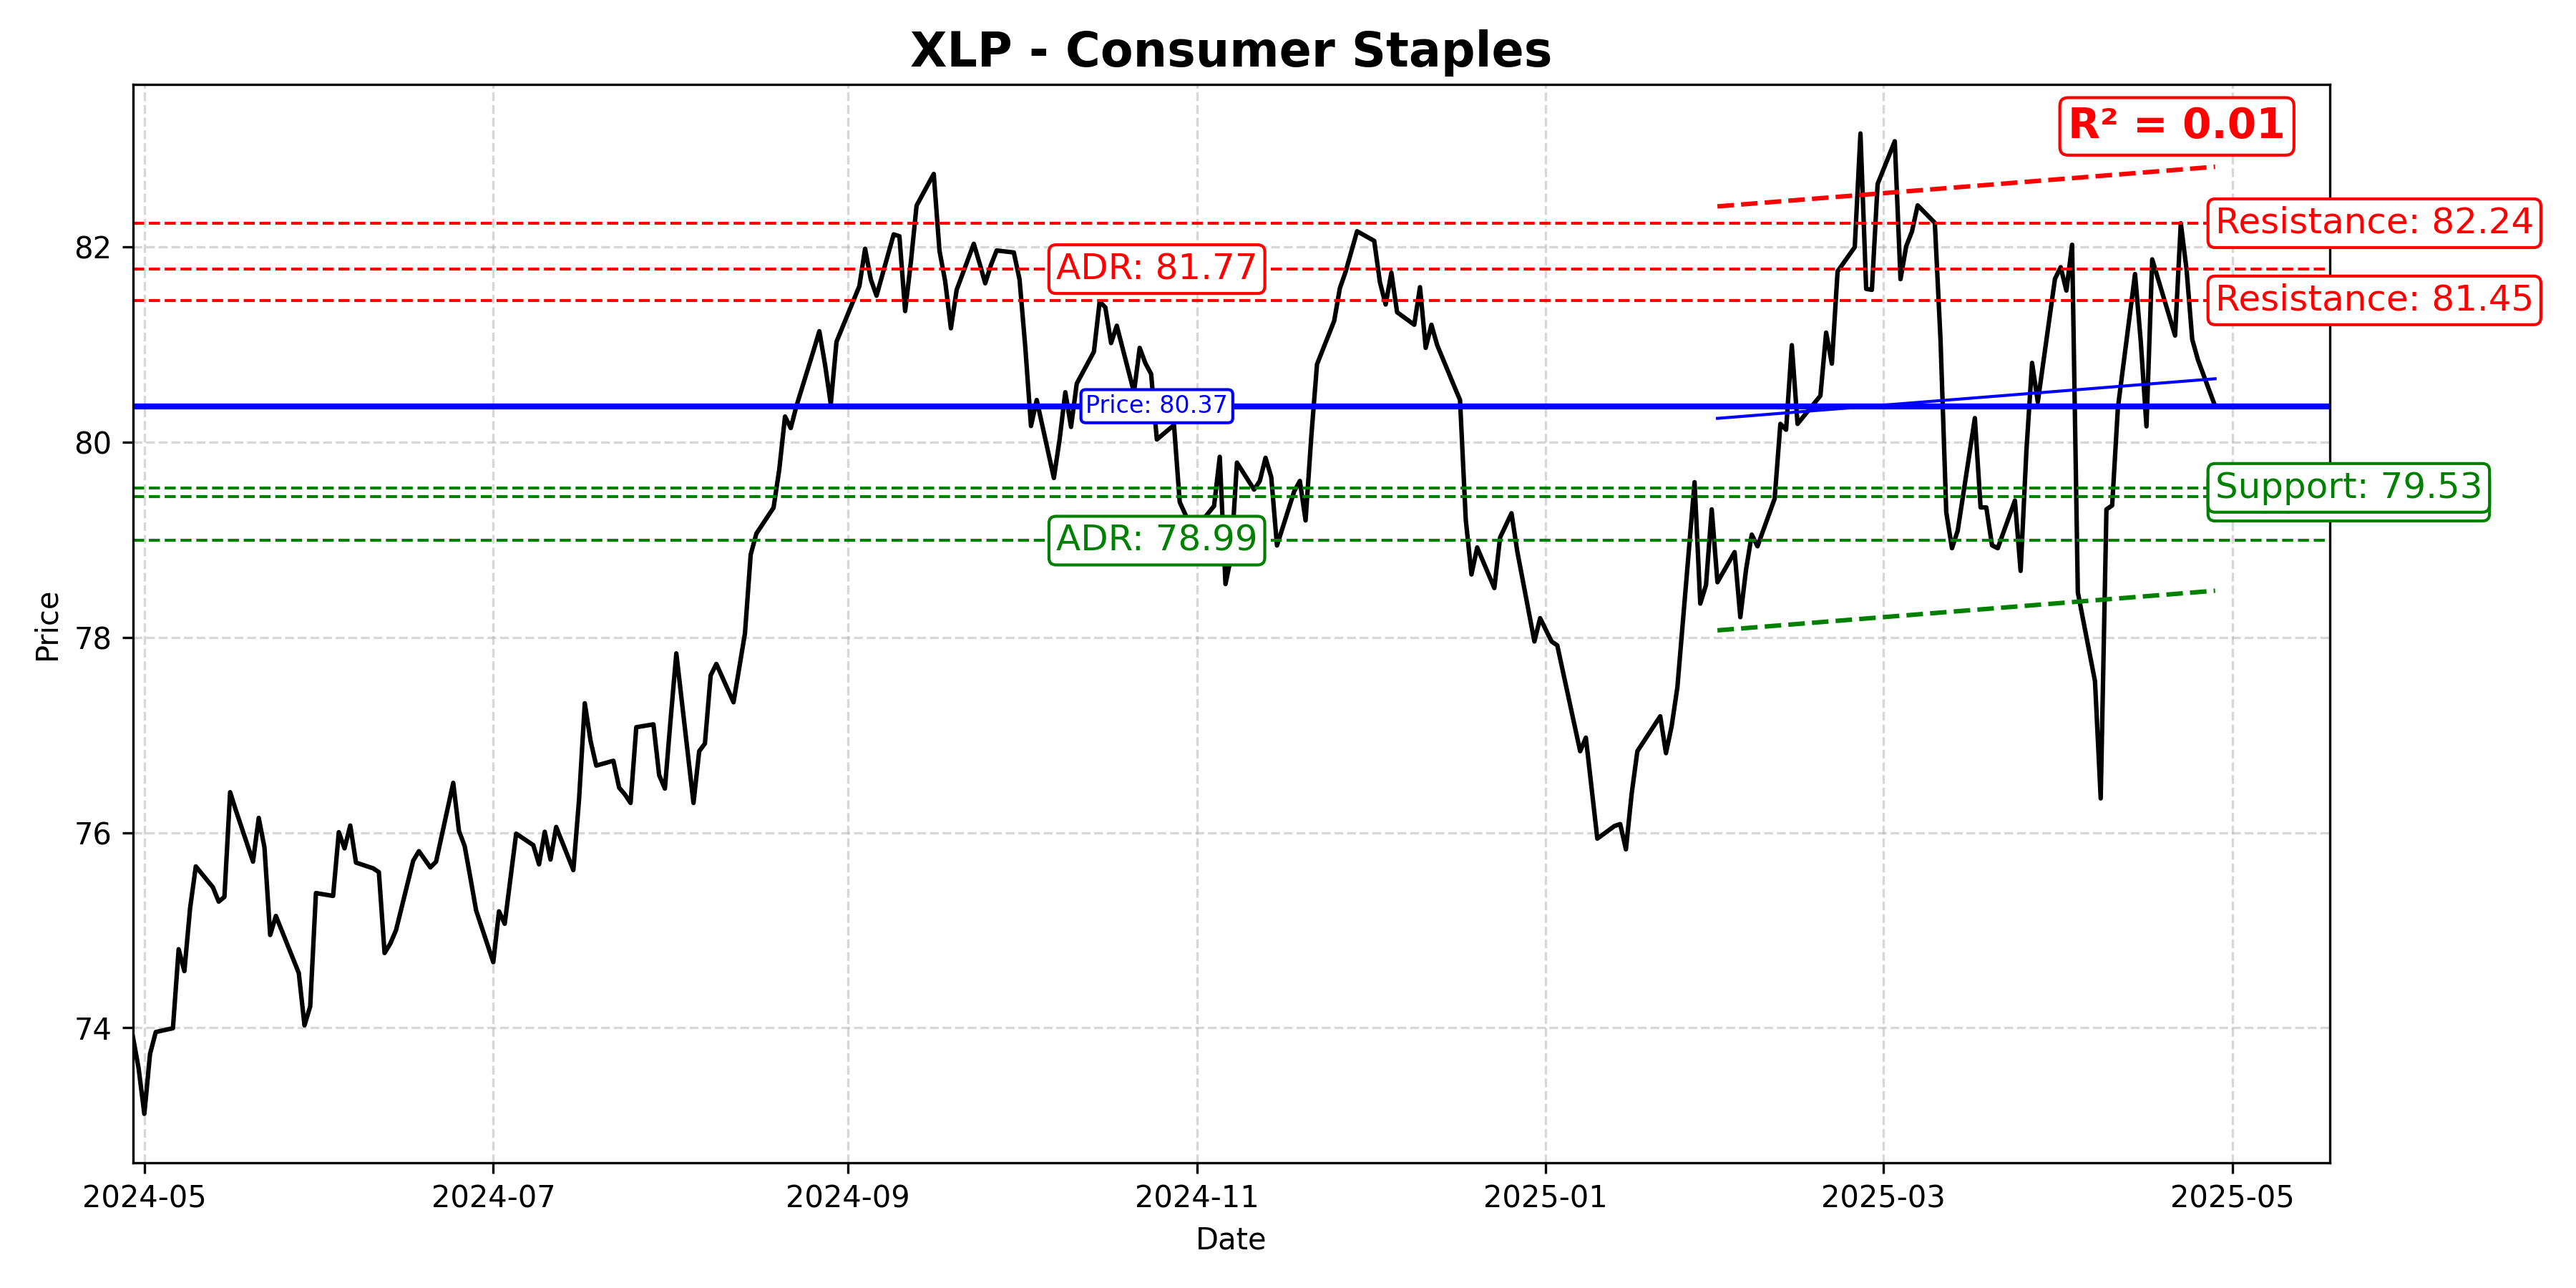 XLP - Consumer Staples
R² = 0.01
Resistance: 82.24
ADR: 81.77
Resistance: 81.45
Price: 80.37
Support: 79.53
ADR: 78.99
82
80
78
76
74
Price
2024-05
2024-07
2024-09
2024-11
2025-01
2025-03
2025-05
Date